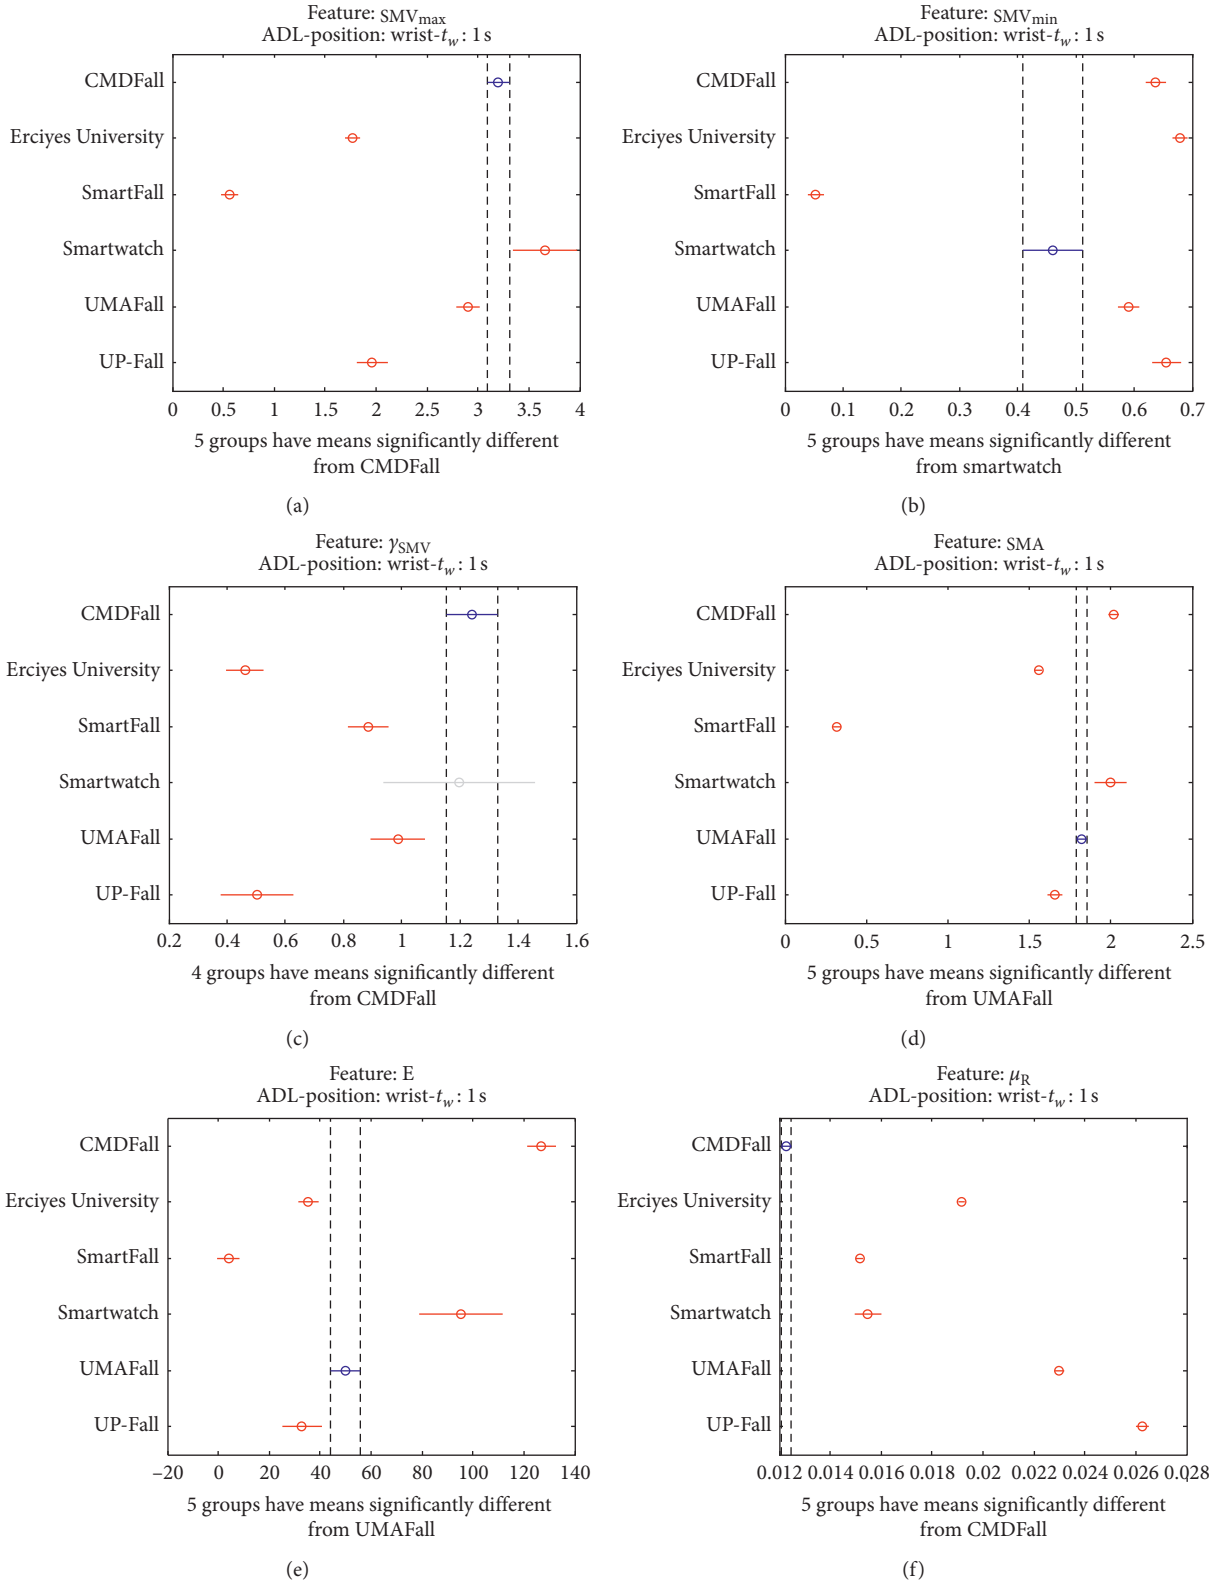 Feature: SMVmax
ADL-position: wrist-tw: 1 s
CMDFall
Erciyes University
SmartFall
Smartwatch
UMAFall
UP-Fall
0 0.5 1 1.5 2 2.5 3 3.5 4
5 groups have means significantly different
from CMDFall
(a)
Feature: SMVmin
ADL-position: wrist-tw: 1 s
CMDFall
Erciyes University
SmartFall
Smartwatch
UMAFall
UP-Fall
0 0.1 0.2 0.3 0.4 0.5 0.6 0.7
5 groups have means significantly different
from smartwatch
(b)
Feature: γSMV
ADL-position: wrist-tw: 1 s
CMDFall
Erciyes University
SmartFall
Smartwatch
UMAFall
UP-Fall
0.2 0.4 0.6 0.8 1 1.2 1.4 1.6
4 groups have means significantly different
from CMDFall
(c)
Feature: SMA
ADL-position: wrist-tw: 1 s
CMDFall
Erciyes University
SmartFall
Smartwatch
UMAFall
UP-Fall
0 0.5 1 1.5 2 2.5
5 groups have means significantly different
from UMAFall
(d)
Feature: E
ADL-position: wrist-tw: 1 s
CMDFall
Erciyes University
SmartFall
Smartwatch
UMAFall
UP-Fall
−20 0 20 40 60 80 100 120 140
5 groups have means significantly different
from UMAFall
(e)
Feature: μR
ADL-position: wrist-tw: 1 s
CMDFall
Erciyes University
SmartFall
Smartwatch
UMAFall
UP-Fall
0.012 0.014 0.016 0.018 0.02 0.022 0.024 0.026 0.028
5 groups have means significantly different
from CMDFall
(f)